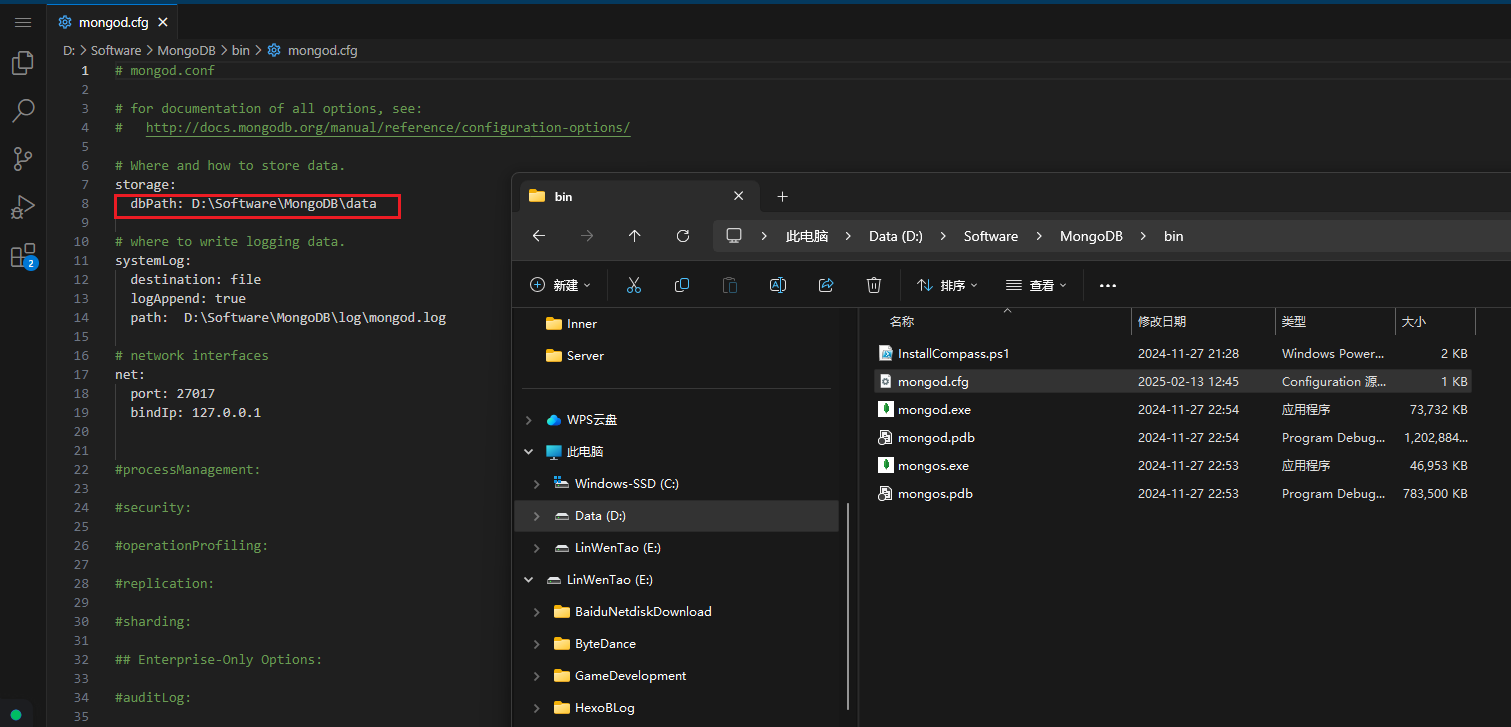 mongod.cfg
D: > Software > MongoDB > bin > mongod.cfg
1 # mongod.conf
2
3 # for documentation of all options, see:
4 #   http://docs.mongodb.org/manual/reference/configuration-options/
5
6 # Where and how to store data.
7 storage:
8   dbPath: D:\Software\MongoDB\data
9
10 # where to write logging data.
11 systemLog:
12   destination: file
13   logAppend: true
14   path:  D:\Software\MongoDB\log\mongod.log
15
16 # network interfaces
17 net:
18   port: 27017
19   bindIp: 127.0.0.1
20
21
22 #processManagement:
23
24 #security:
25
26 #operationProfiling:
27
28 #replication:
29
30 #sharding:
31
32 ## Enterprise-Only Options:
33
34 #auditLog:
35
2
bin
此电脑 > Data (D:) > Software > MongoDB > bin
新建 排序 查看
Inner
Server
WPS云盘
此电脑
Windows-SSD (C:)
Data (D:)
LinWenTao (E:)
LinWenTao (E:)
BaiduNetdiskDownload
ByteDance
GameDevelopment
HexoBLog
名称 修改日期 类型 大小
InstallCompass.ps1 2024-11-27 21:28 Windows Power... 2 KB
mongod.cfg 2025-02-13 12:45 Configuration 源... 1 KB
mongod.exe 2024-11-27 22:54 应用程序 73,732 KB
mongod.pdb 2024-11-27 22:54 Program Debug... 1,202,884...
mongos.exe 2024-11-27 22:53 应用程序 46,953 KB
mongos.pdb 2024-11-27 22:53 Program Debug... 783,500 KB